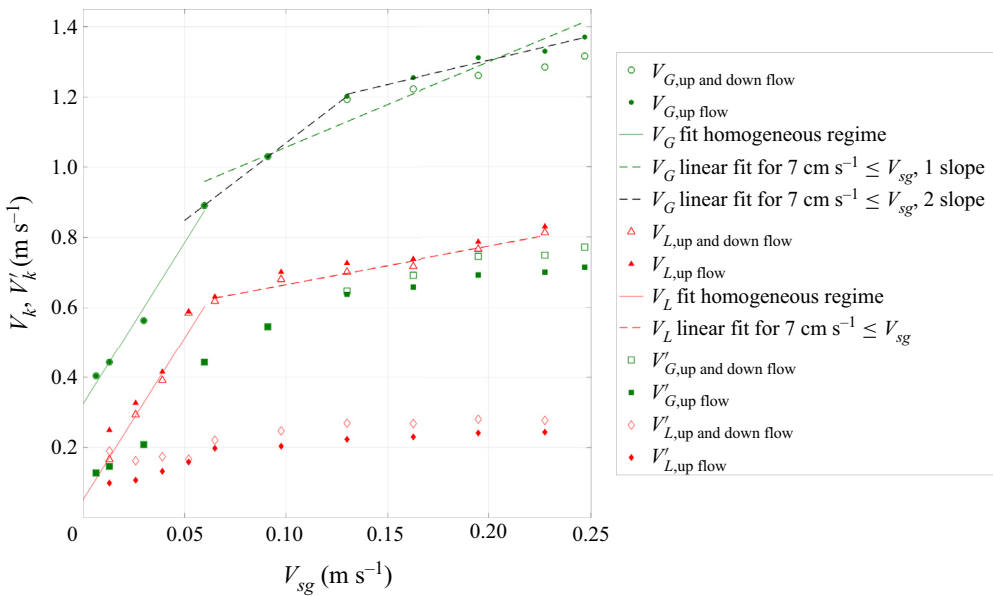 1.4
1.2
1.0
0.8
0.6
0.4
0.2
0
0.05
0.10
0.15
0.20
0.25
V_k, V′_k (m s⁻¹)
V_sg (m s⁻¹)
V_G,up and down flow
V_G,up flow
V_G fit homogeneous regime
V_G linear fit for 7 cm s⁻¹ ≤ V_sg, 1 slope
V_G linear fit for 7 cm s⁻¹ ≤ V_sg, 2 slope
V_L,up and down flow
V_L,up flow
V_L fit homogeneous regime
V_L linear fit for 7 cm s⁻¹ ≤ V_sg
V′_G,up and down flow
V′_G,up flow
V′_L,up and down flow
V′_L,up flow